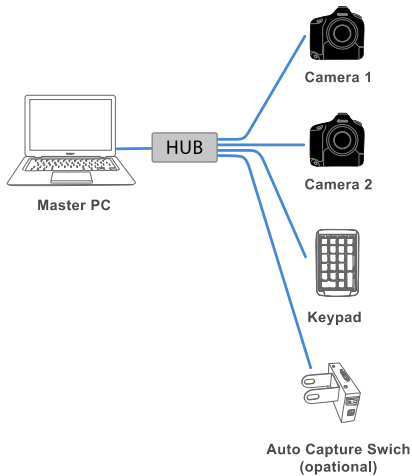 Camera 1
HUB
Camera 2
Master PC
Keypad
Auto Capture Swich
(opational)